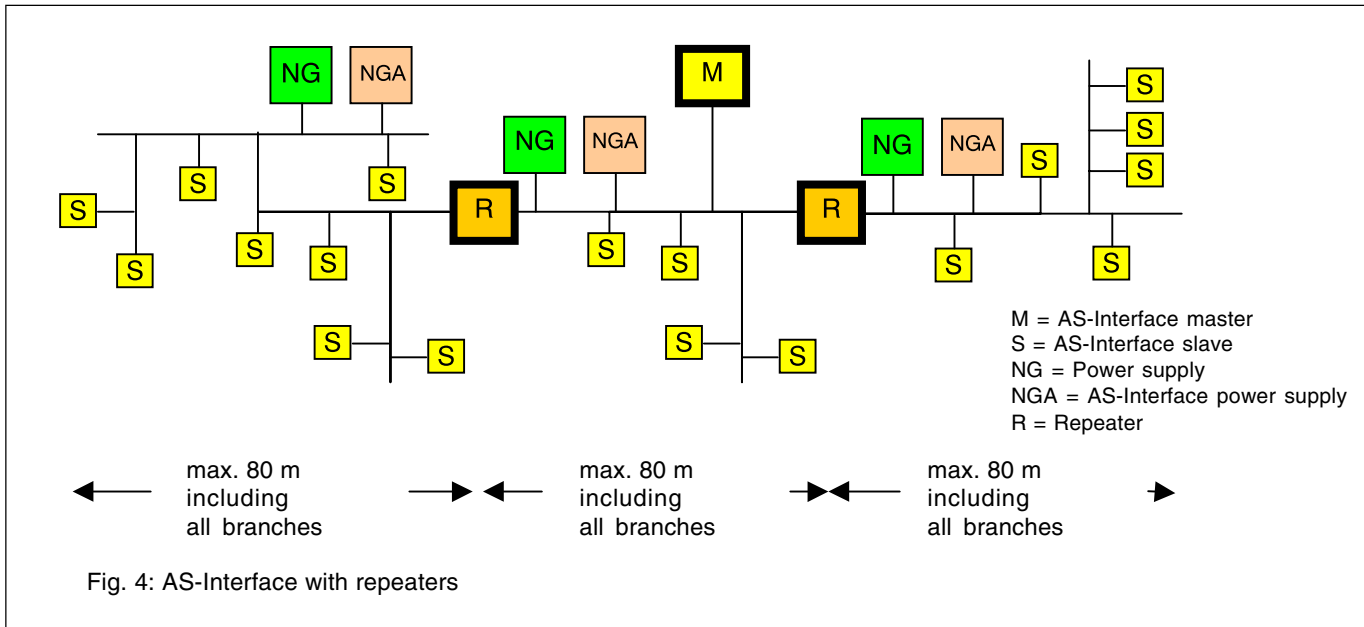 NG NGA M S
NG NGA NG NGA S S
S S S S
S R R
S S S S S S S
S S S S
M = AS-Interface master
S = AS-Interface slave
NG = Power supply
NGA = AS-Interface power supply
R = Repeater
max. 80 m
including
all branches
max. 80 m
including
all branches
max. 80 m
including
all branches
Fig. 4: AS-Interface with repeaters